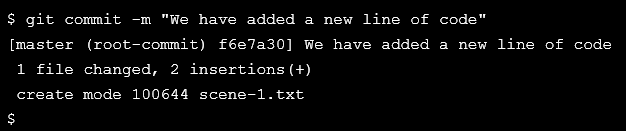 $ git commit -m "We have added a new line of code"
[master (root-commit) f6e7a30] We have added a new line of code
 1 file changed, 2 insertions(+)
 create mode 100644 scene-1.txt
$